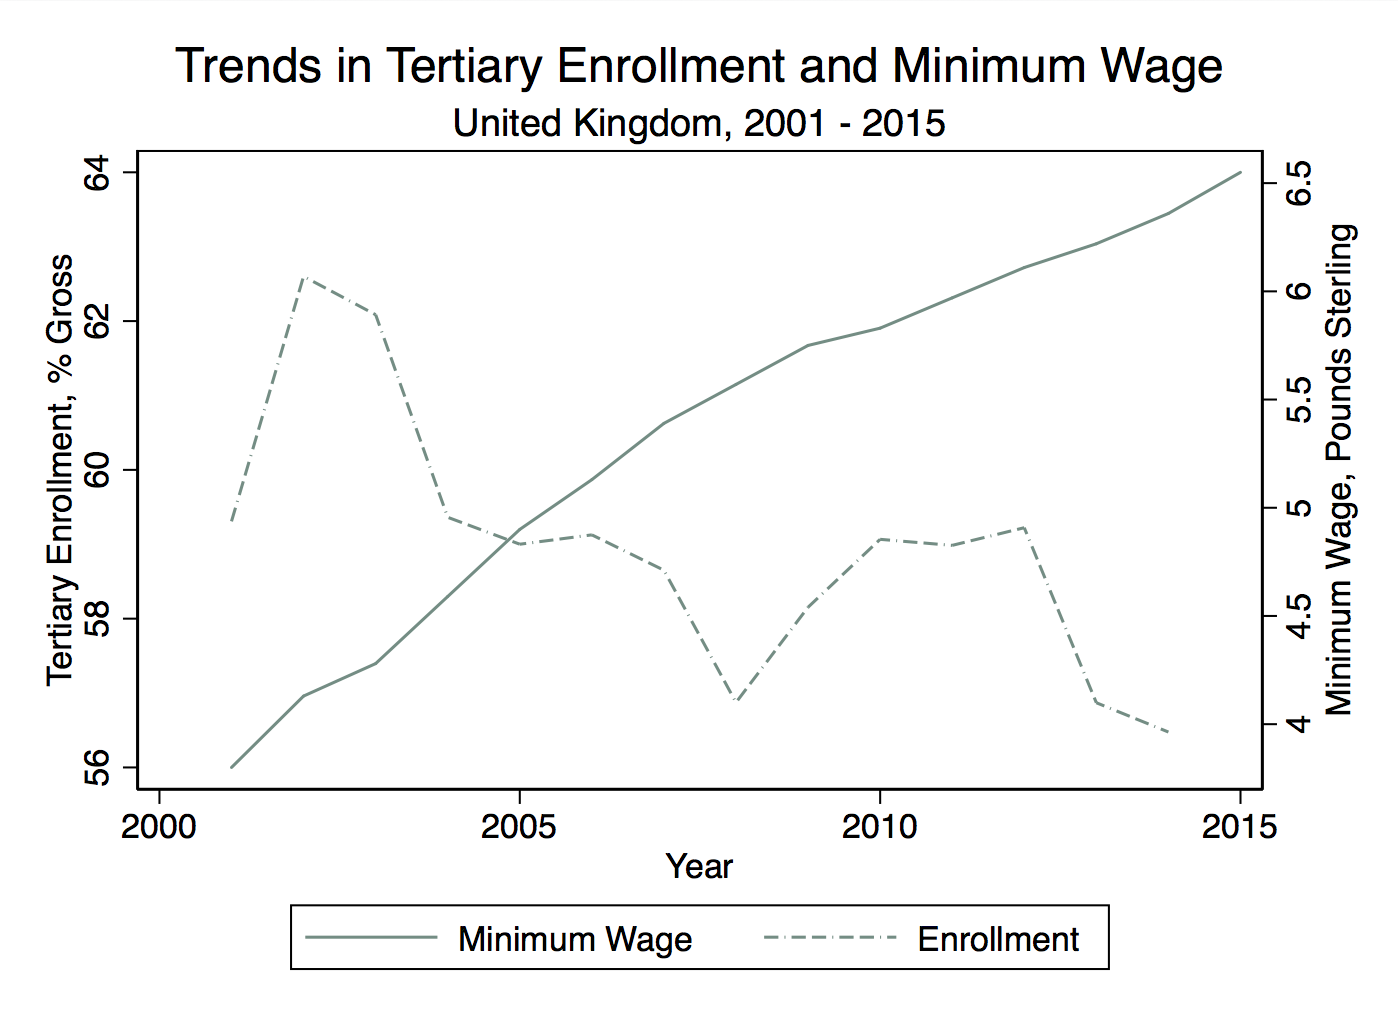 Trends in Tertiary Enrollment and Minimum Wage
United Kingdom, 2001 - 2015
Tertiary Enrollment, % Gross
64
62
60
58
56
6.5
6
5.5
5
4.5
4
Minimum Wage, Pounds Sterling
2000 2005 2010 2015
Year
Minimum Wage Enrollment